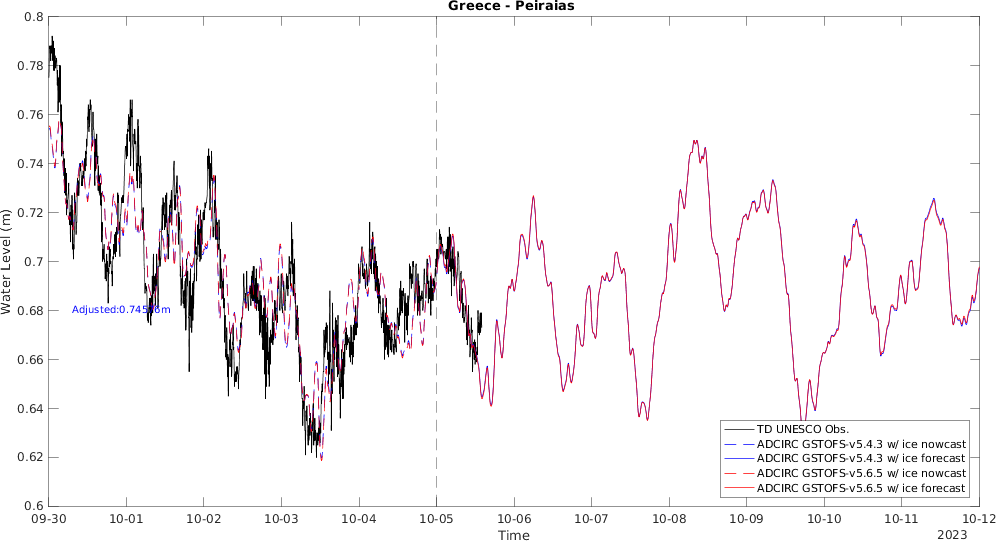 Greece - Peiraias
Water Level (m)
0.8
0.78
0.76
0.74
0.72
0.7
0.68
0.66
0.64
0.62
0.6
TD UNESCO Obs.
ADCIRC GSTOFS-v5.4.3 w/ ice nowcast
ADCIRC GSTOFS-v5.4.3 w/ ice forecast
ADCIRC GSTOFS-v5.6.5 w/ ice nowcast
ADCIRC GSTOFS-v5.6.5 w/ ice forecast
09-30 10-01 10-02 10-03 10-04 10-05 10-06 10-07 10-08 10-09 10-10 10-11 10-12
Time
2023